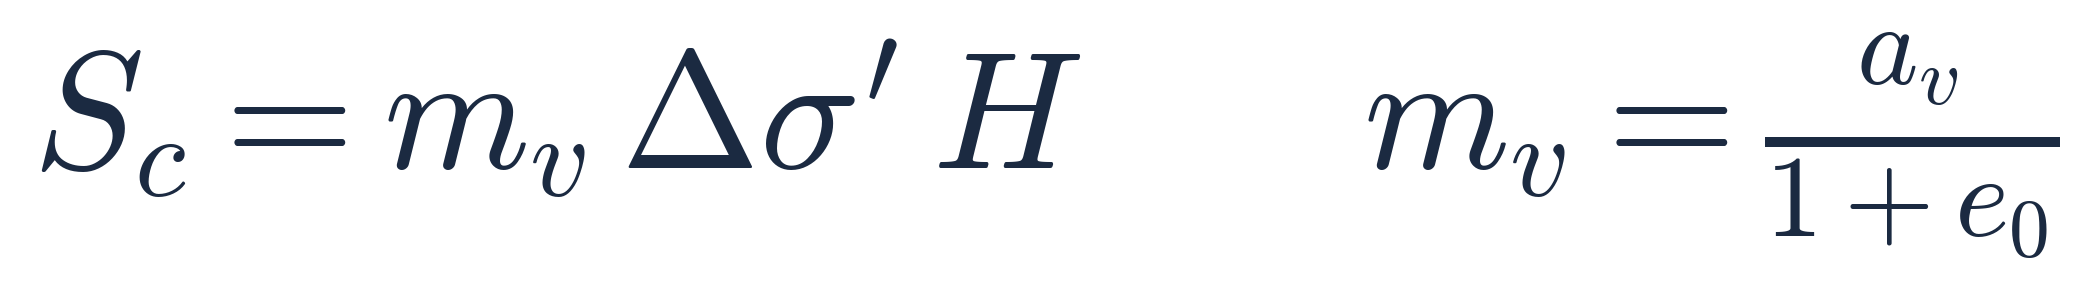 S_c = m_v Δσ′ H    m_v = a_v / (1 + e_0)